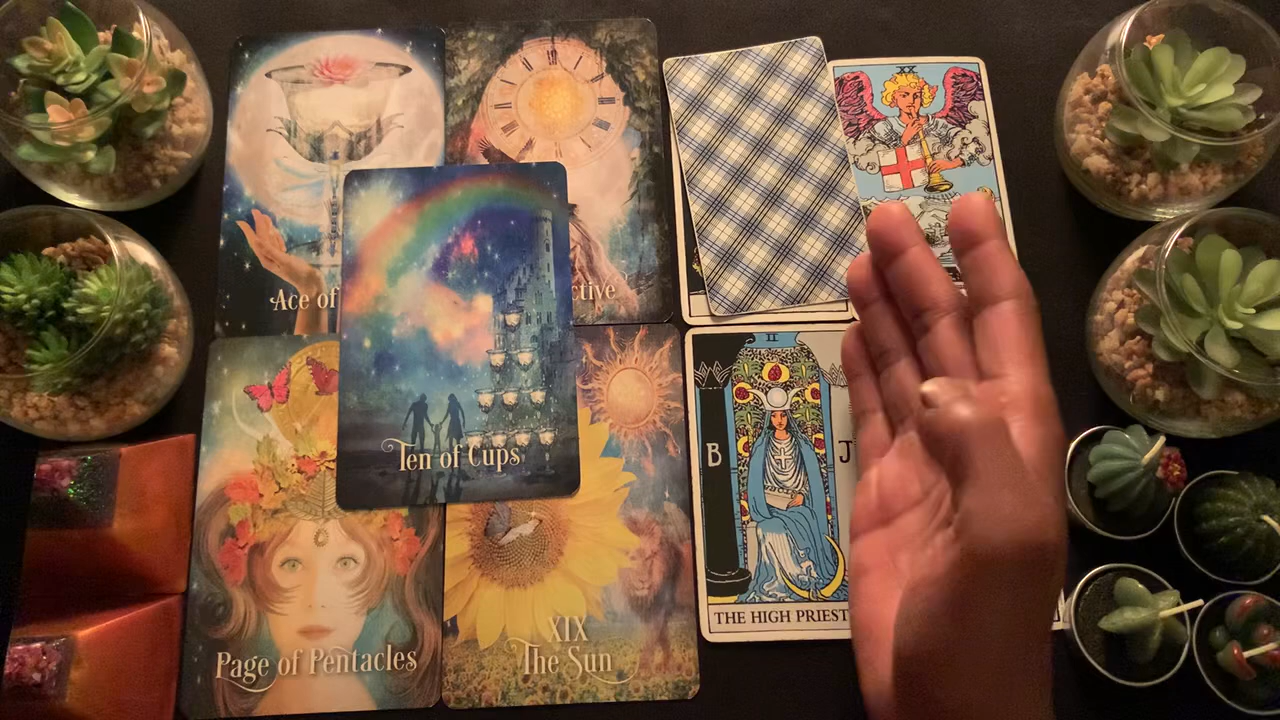 Ace of
ctive
XX
Ten of Cups
II
B
J
Page of Pentacles
XIX
The Sun
THE HIGH PRIEST